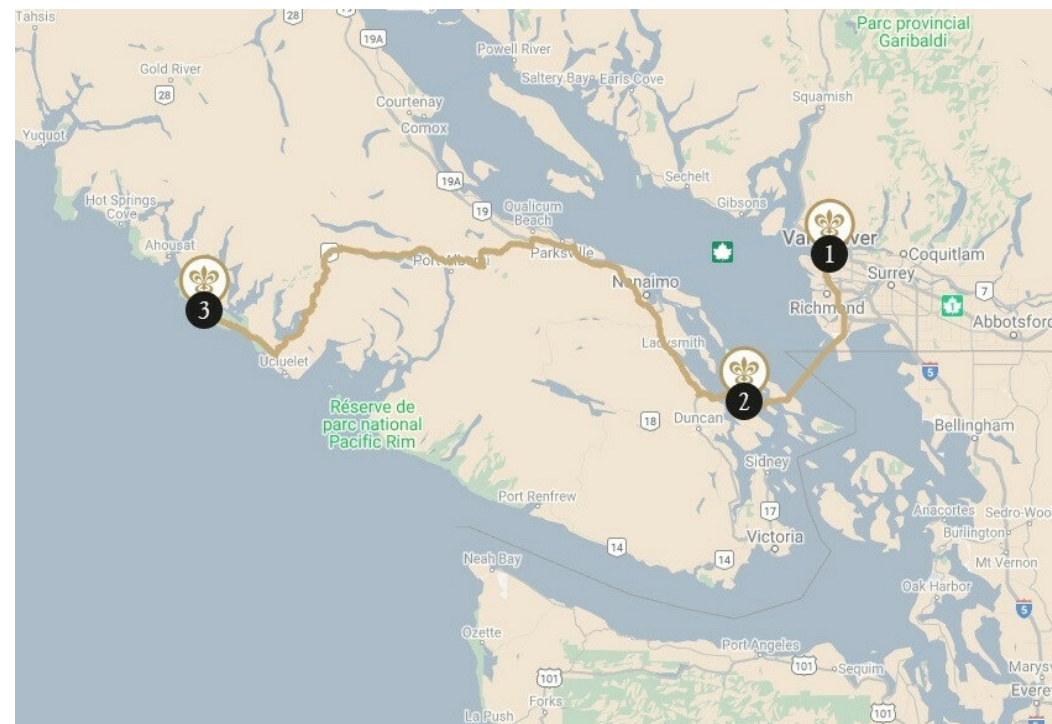 Tahsis
28
19A
Powell River
Parc provincial
Garibaldi
Gold River
28
Saltery Bay
Earls Cove
Squamish
Courtenay
Comox
Yuquot
19A
Sechelt
Gibsons
Hot Springs
Cove
19
Qualicum
Beach
Ahousat
Parksville
1
Coquitlam
Surrey
7
3
Nanaimo
Richmond
1
Abbotsford
Ucluelet
Ladysmith
5
2
Réserve de
parc national
Pacific Rim
18
Duncan
Bellingham
Sidney
Port Renfrew
17
Anacortes
Sedro-Woo
Burlington
14
14
Victoria
Neah Bay
Mt Vernon
Oak Harbor
5
Ozette
Port Angeles
101
Sequim
101
Marysv
Forks
101
Evere
La Push